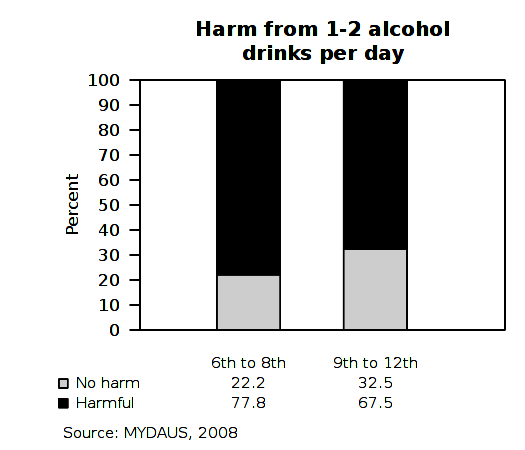 Harm from 1-2 alcohol
drinks per day
Percent
100
90
80
70
60
50
40
30
20
10
0
6th to 8th 9th to 12th
No harm 22.2 32.5
Harmful 77.8 67.5
Source: MYDAUS, 2008